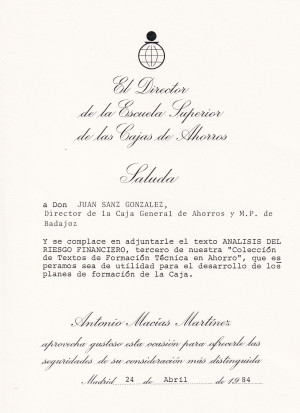 El Director
de la Escuela Superior
de las Cajas de Ahorros
Saluda
a Don JUAN SANZ GONZALEZ,
Director de la Caja General de Ahorros y M.P. de
Badajoz
Y se complace en adjuntarle el texto ANALISIS DEL
RIESGO FINANCIERO, tercero de nuestra "Colección
de Textos de Formación Técnica en Ahorro", que es
peramos sea de utilidad para el desarrollo de los
planes de formación de la Caja.
Antonio Macías Martínez
aprovecha gustoso esta ocasión para ofrecerle las
seguridades de su consideración más distinguida
Madrid 24 de Abril de 1984